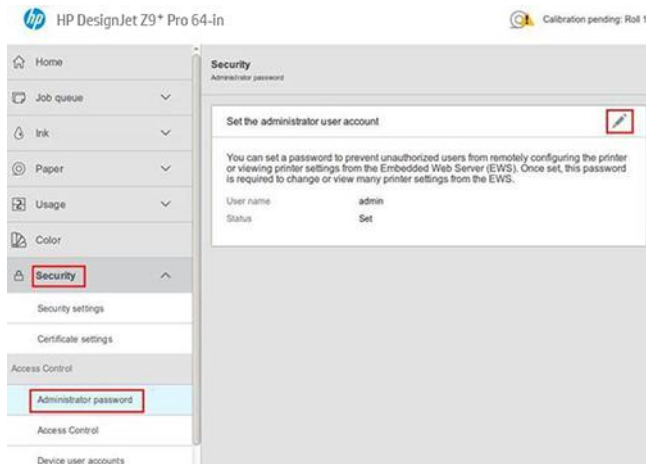 hp HP DesignJet Z9+ Pro 64-in
Calibration pending: Roll 1
Home
Job queue
Ink
Paper
Usage
Color
Security
Security settings
Certificate settings
Access Control
Administrator password
Access Control
Device user accounts
Security
Administrator password
Set the administrator user account
You can set a password to prevent unauthorized users from remotely configuring the printer
or viewing printer settings from the Embedded Web Server (EWS). Once set, this password
is required to change or view many printer settings from the EWS.
User name admin
Status Set